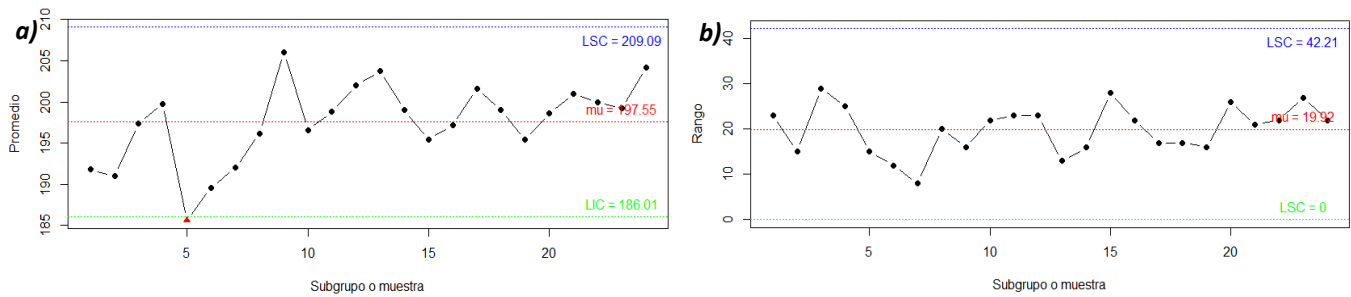 a)
Promedio
210
205
200
195
190
185
LSC = 209.09
mu = 197.55
LIC = 186.01
5
10
15
20
Subgrupo o muestra
b)
Rango
40
30
20
10
0
LSC = 42.21
mu = 19.92
LSC = 0
5
10
15
20
Subgrupo o muestra